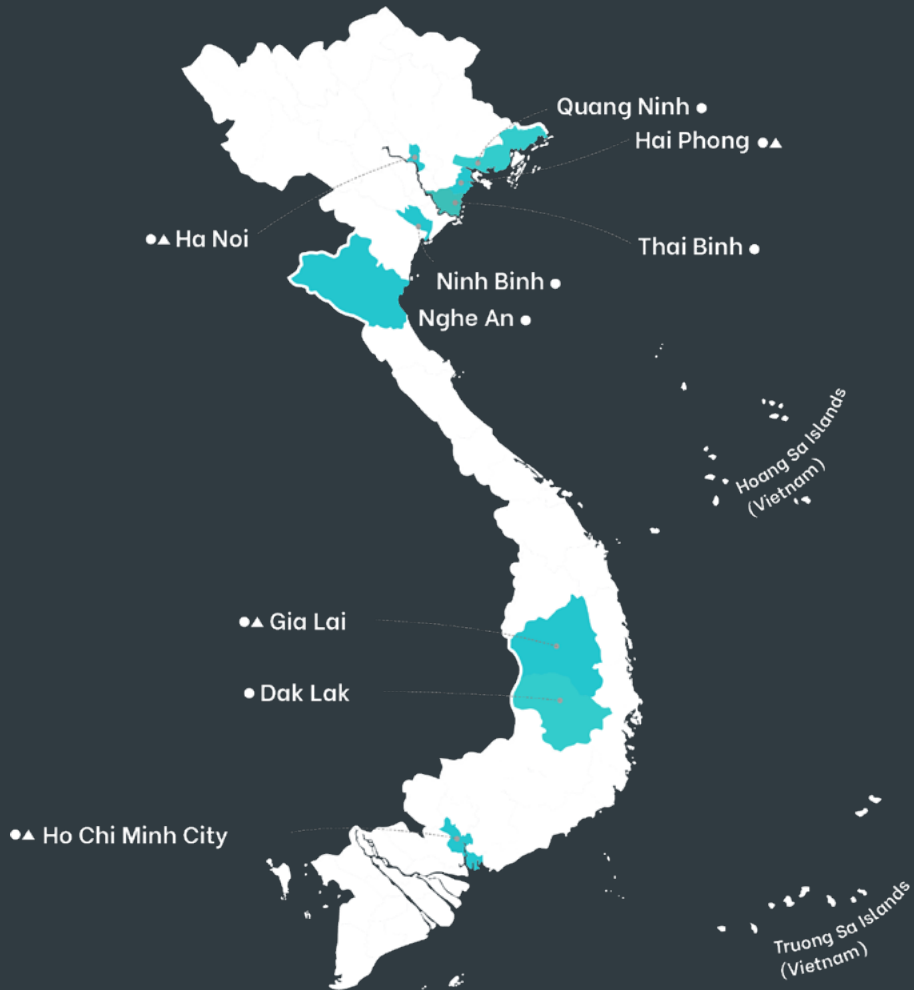 Quang Ninh ●
Hai Phong ●▲
●▲ Ha Noi
Thai Binh ●
Ninh Binh ●
Nghe An ●
Hoang Sa Islands
(Vietnam)
●▲ Gia Lai
● Dak Lak
●▲ Ho Chi Minh City
Truong Sa Islands
(Vietnam)